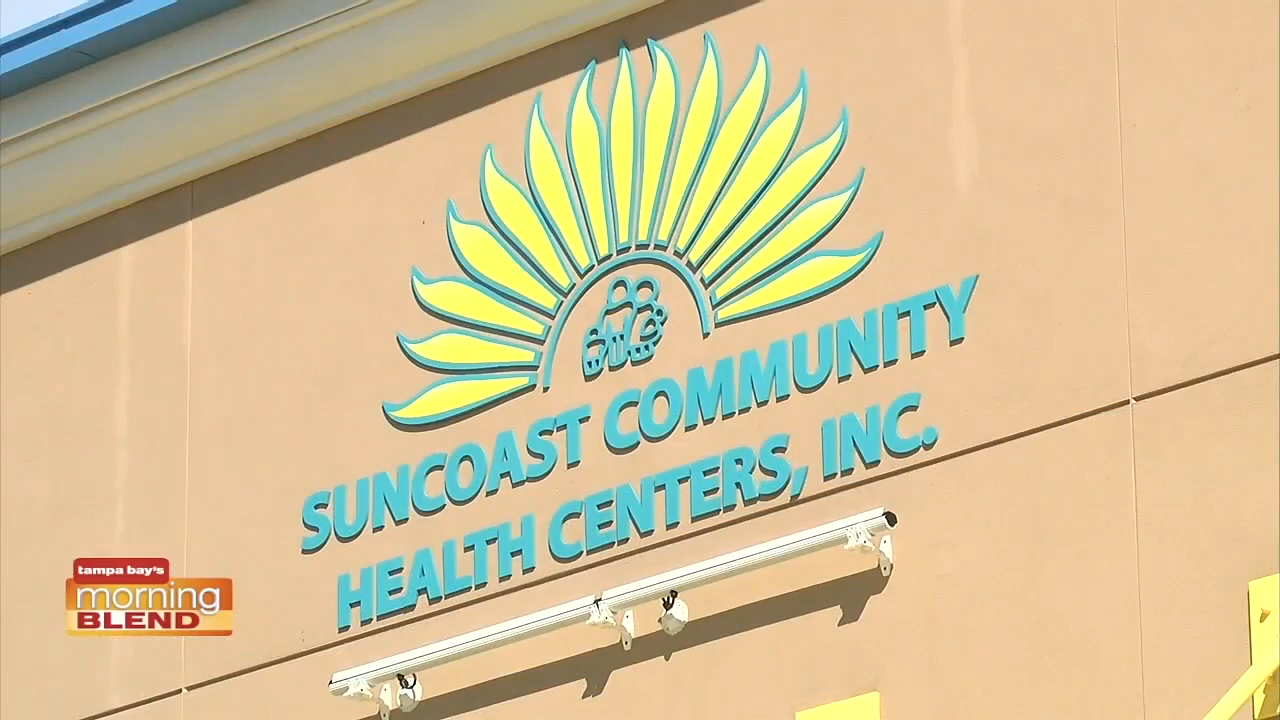 SUNCOAST COMMUNITY
HEALTH CENTERS, INC.
tampa bay's
morning
BLEND